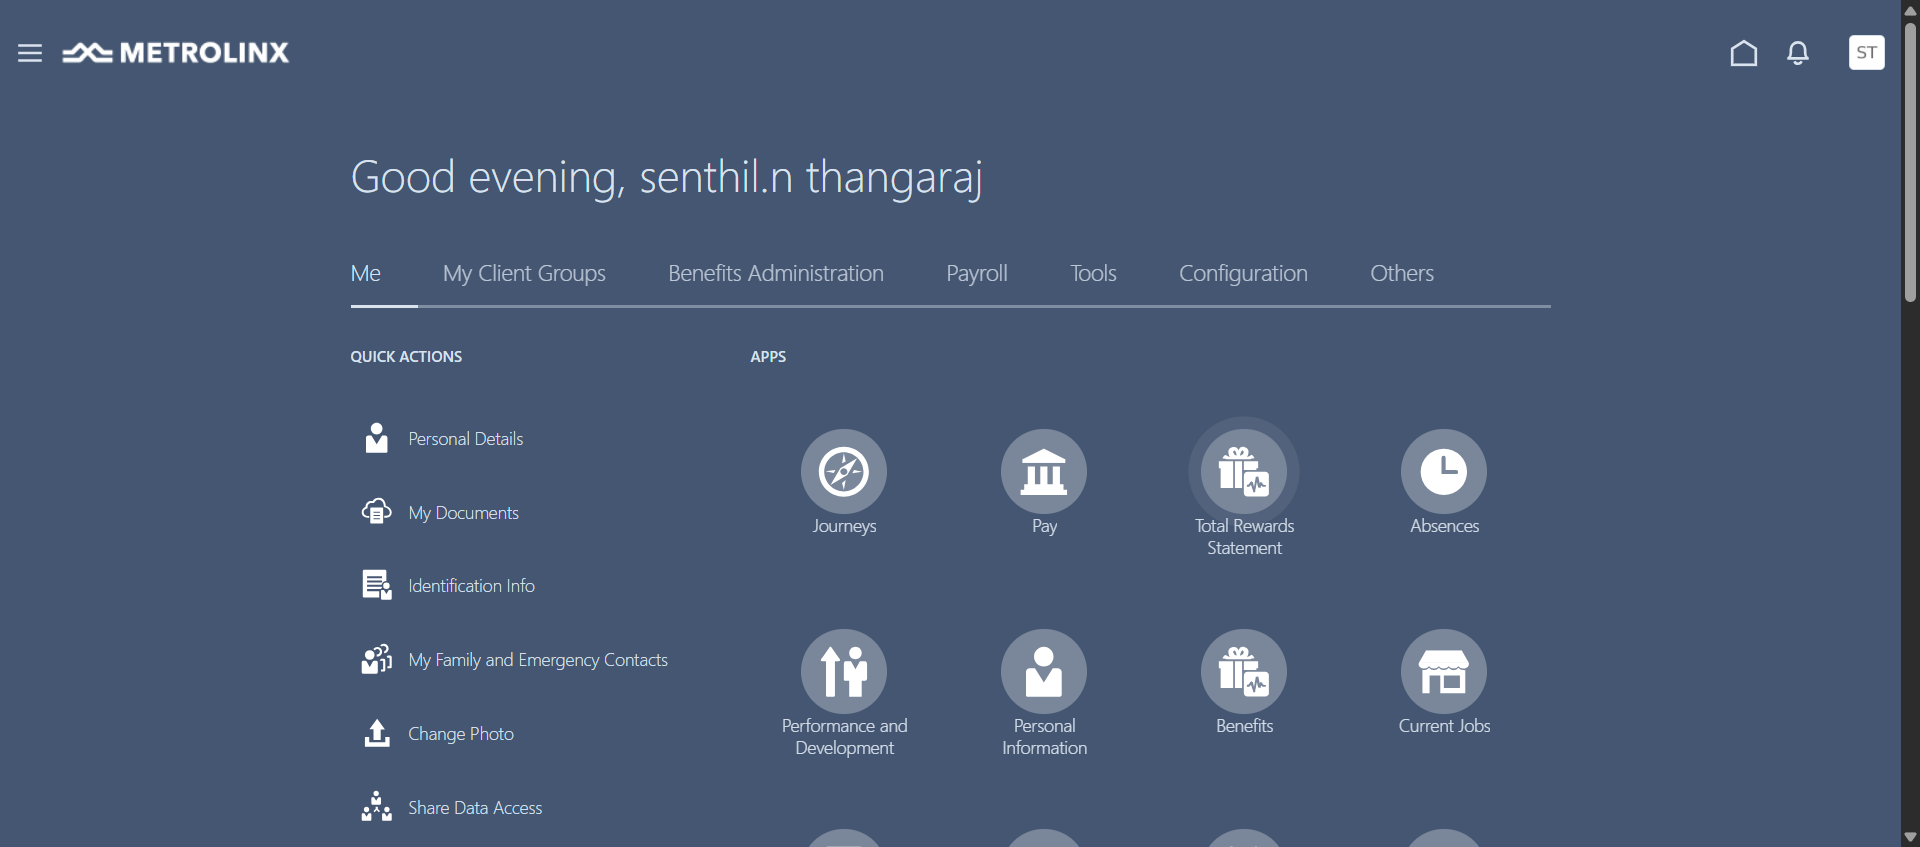 METROLINX
ST
Good evening, senthil.n thangaraj
Me
My Client Groups
Benefits Administration
Payroll
Tools
Configuration
Others
QUICK ACTIONS
Personal Details
My Documents
Identification Info
My Family and Emergency Contacts
Change Photo
Share Data Access
APPS
Journeys
Pay
Total Rewards
Statement
Absences
Performance and
Development
Personal
Information
Benefits
Current Jobs